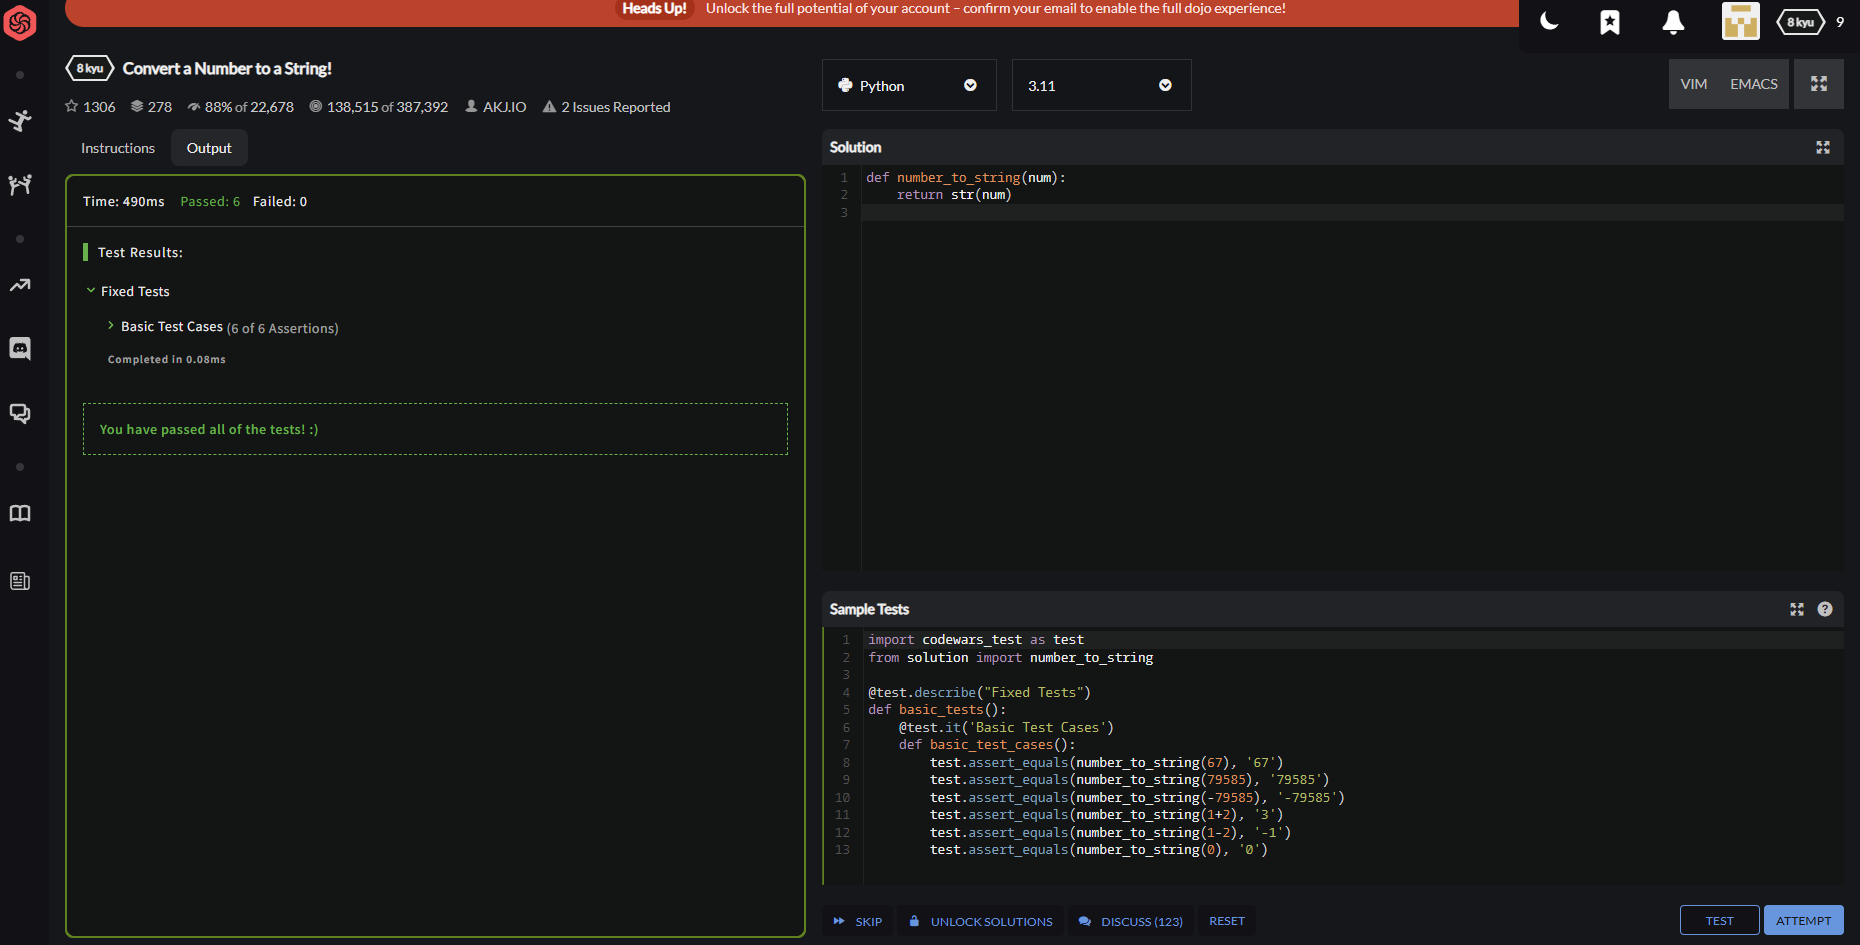 Heads Up! Unlock the full potential of your account – confirm your email to enable the full dojo experience!
8 kyu 9
8 kyu Convert a Number to a String!
1306 278 88% of 22,678 138,515 of 387,392 AKJ.IO 2 Issues Reported
Instructions Output
Time: 490ms Passed: 6 Failed: 0
Test Results:
Fixed Tests
Basic Test Cases (6 of 6 Assertions)
Completed in 0.08ms
You have passed all of the tests! :)
Python 3.11 VIM EMACS
Solution
1 def number_to_string(num):
2     return str(num)
3
Sample Tests ?
1 import codewars_test as test
2 from solution import number_to_string
3
4 @test.describe("Fixed Tests")
5 def basic_tests():
6     @test.it('Basic Test Cases')
7     def basic_test_cases():
8         test.assert_equals(number_to_string(67), '67')
9         test.assert_equals(number_to_string(79585), '79585')
10         test.assert_equals(number_to_string(-79585), '-79585')
11         test.assert_equals(number_to_string(1+2), '3')
12         test.assert_equals(number_to_string(1-2), '-1')
13         test.assert_equals(number_to_string(0), '0')
SKIP UNLOCK SOLUTIONS DISCUSS (123) RESET TEST ATTEMPT